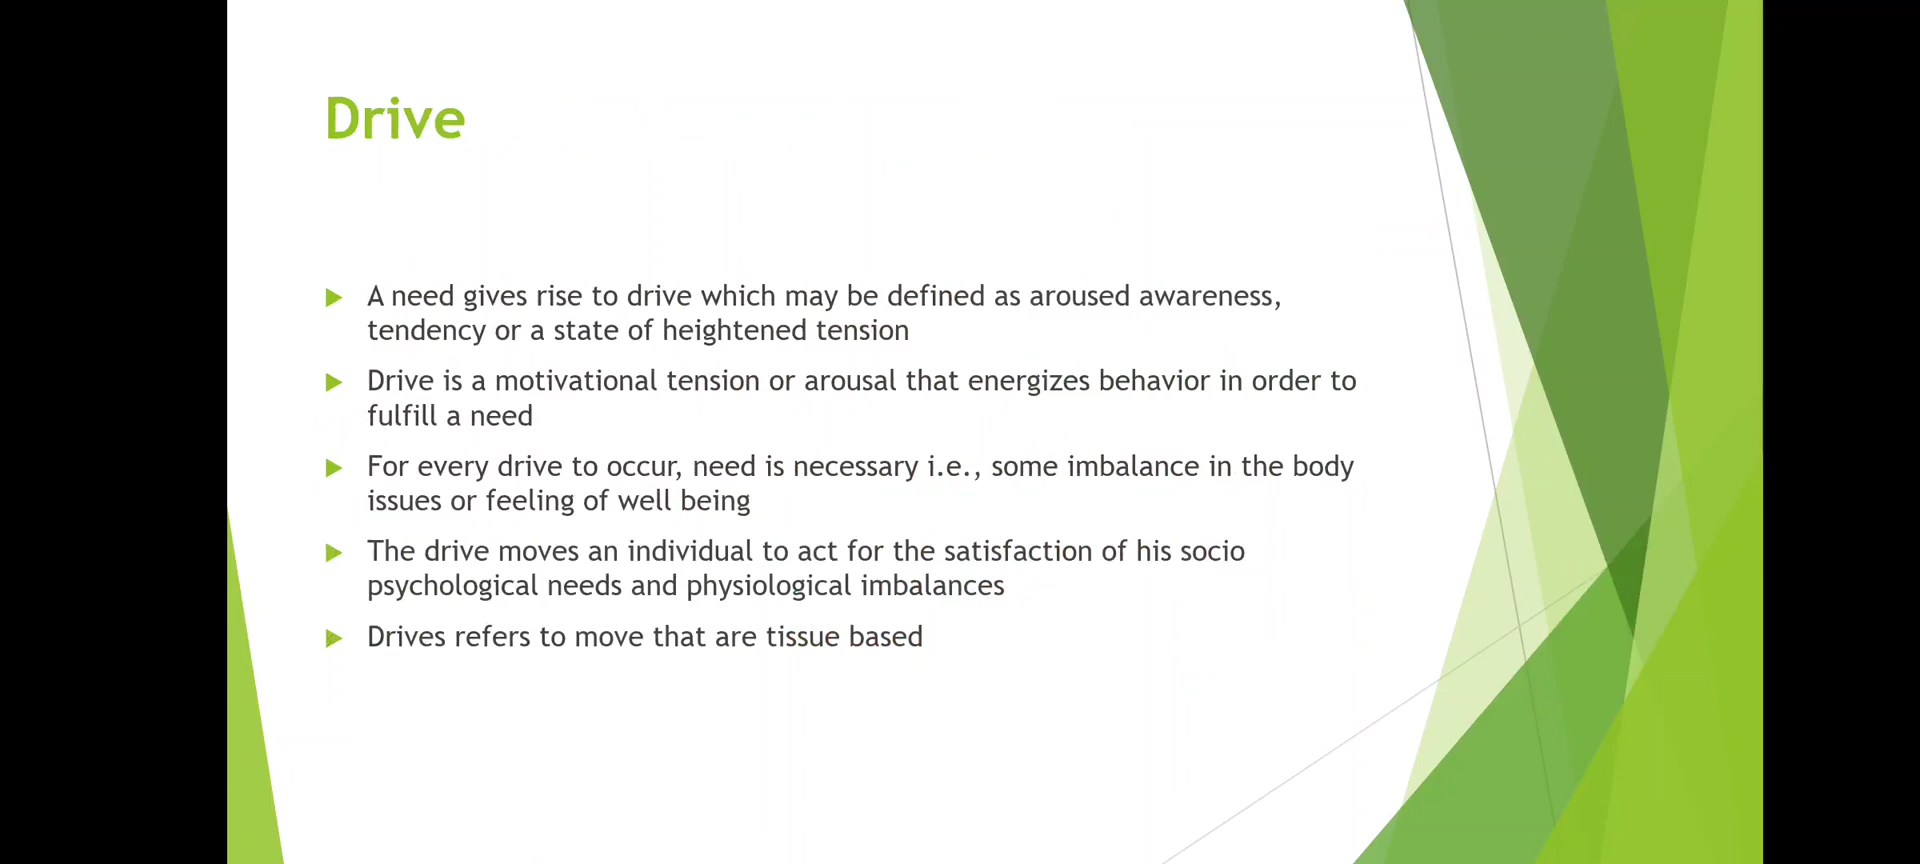 Drive
A need gives rise to drive which may be defined as aroused awareness,
tendency or a state of heightened tension
Drive is a motivational tension or arousal that energizes behavior in order to
fulfill a need
For every drive to occur, need is necessary i.e., some imbalance in the body
issues or feeling of well being
The drive moves an individual to act for the satisfaction of his socio
psychological needs and physiological imbalances
Drives refers to move that are tissue based